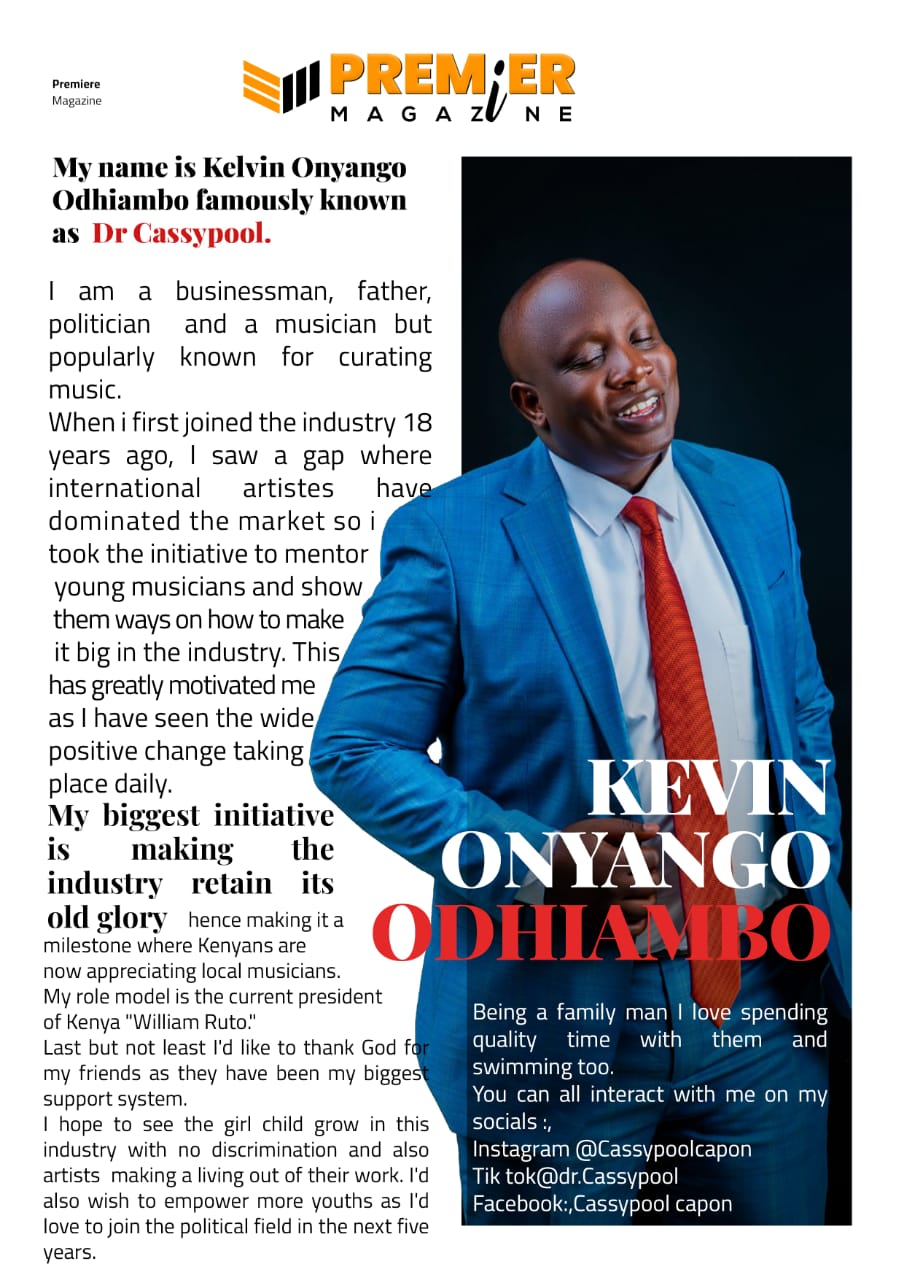 Premiere
Magazine
PREMiER
MAGAZiNE
My name is Kelvin Onyango
Odhiambo famously known
as Dr Cassypool.
I am a businessman, father,
politician and a musician but
popularly known for curating
music.
When i first joined the industry 18
years ago, I saw a gap where
international artistes have
dominated the market so i
took the initiative to mentor
young musicians and show
them ways on how to make
it big in the industry. This
has greatly motivated me
as I have seen the wide
positive change taking
place daily.
My biggest initiative
is making the
industry retain its
old glory hence making it a
milestone where Kenyans are
now appreciating local musicians.
My role model is the current president
of Kenya "William Ruto."
Last but not least I'd like to thank God for
my friends as they have been my biggest
support system.
I hope to see the girl child grow in this
industry with no discrimination and also
artists making a living out of their work. I'd
also wish to empower more youths as I'd
love to join the political field in the next five
years.
KEVIN
ONYANGO
ODHIAMBO
Being a family man I love spending
quality time with them and
swimming too.
You can all interact with me on my
socials :,
Instagram @Cassypoolcapon
Tik tok@dr.Cassypool
Facebook:,Cassypool capon